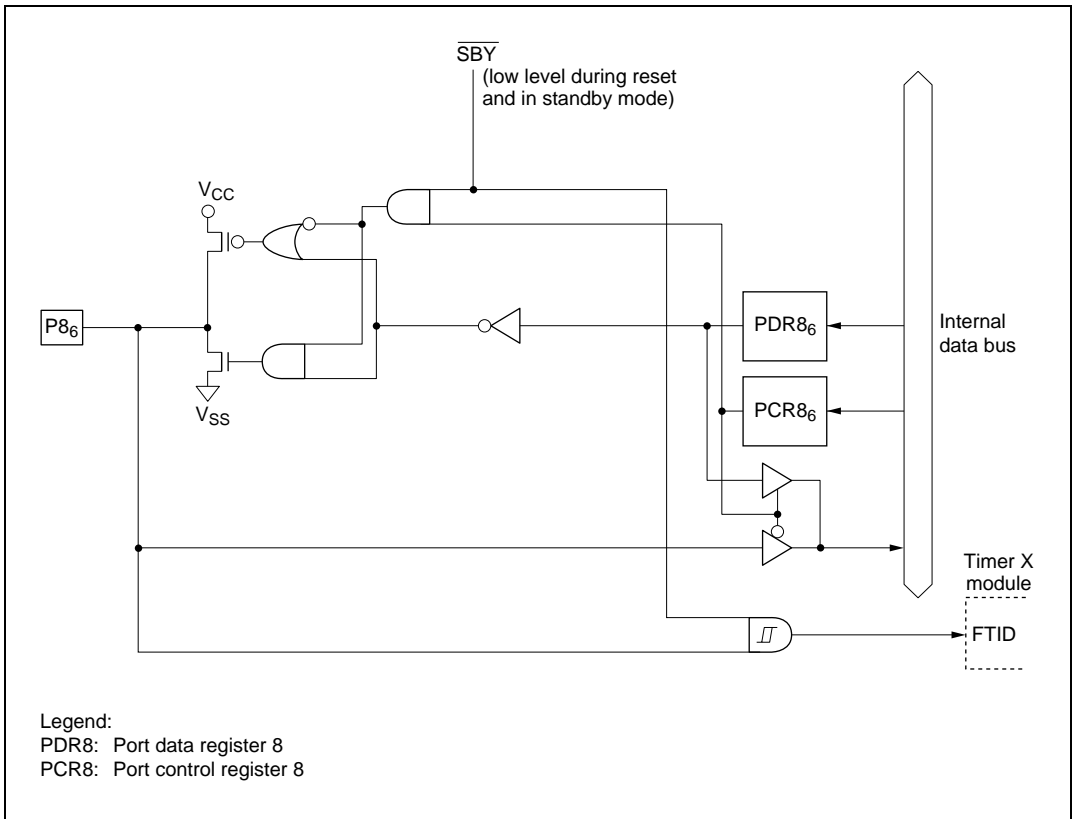 SBY
(low level during reset
and in standby mode)
VCC
P86
VSS
PDR86
PCR86
Internal
data bus
Timer X
module
FTID
Legend:
PDR8: Port data register 8
PCR8: Port control register 8